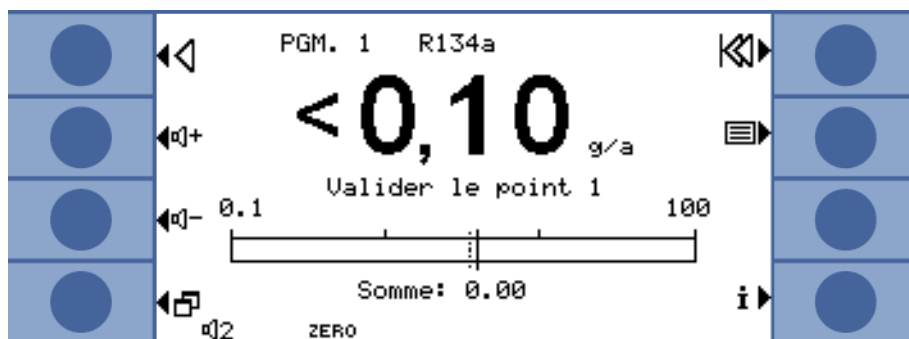 PGM. 1 R134a
<0,10 g/a
+
Valider le point 1
-
0.1 100
Somme: 0.00
i
2 ZERO